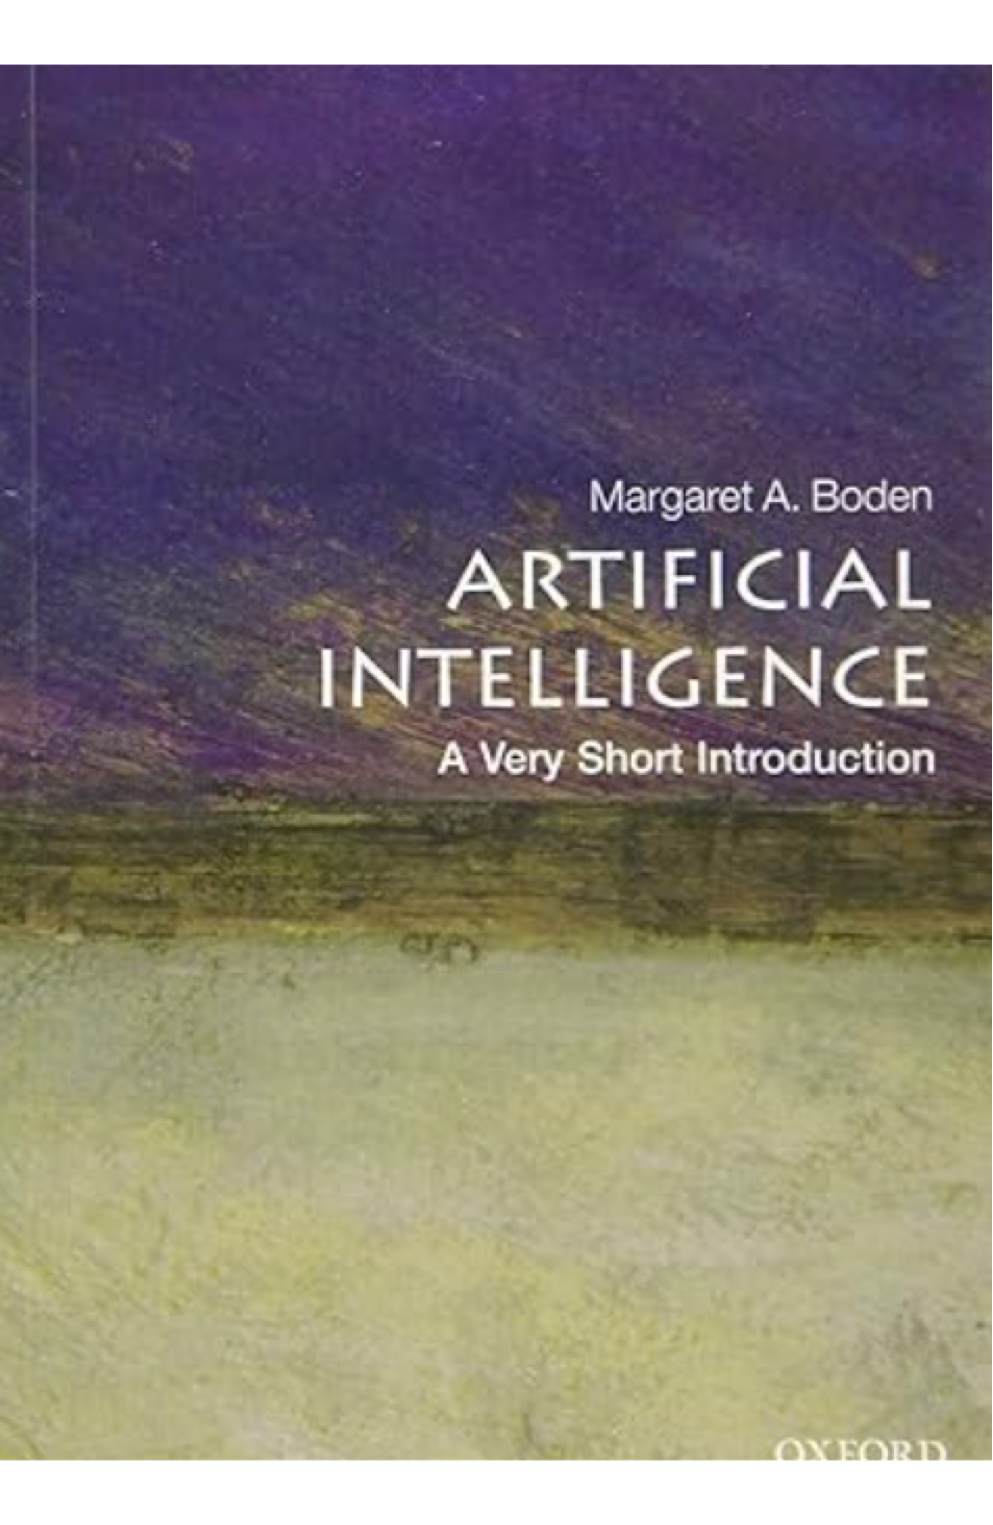 Margaret A. Boden
ARTIFICIAL
INTELLIGENCE
A Very Short Introduction
OXFORD